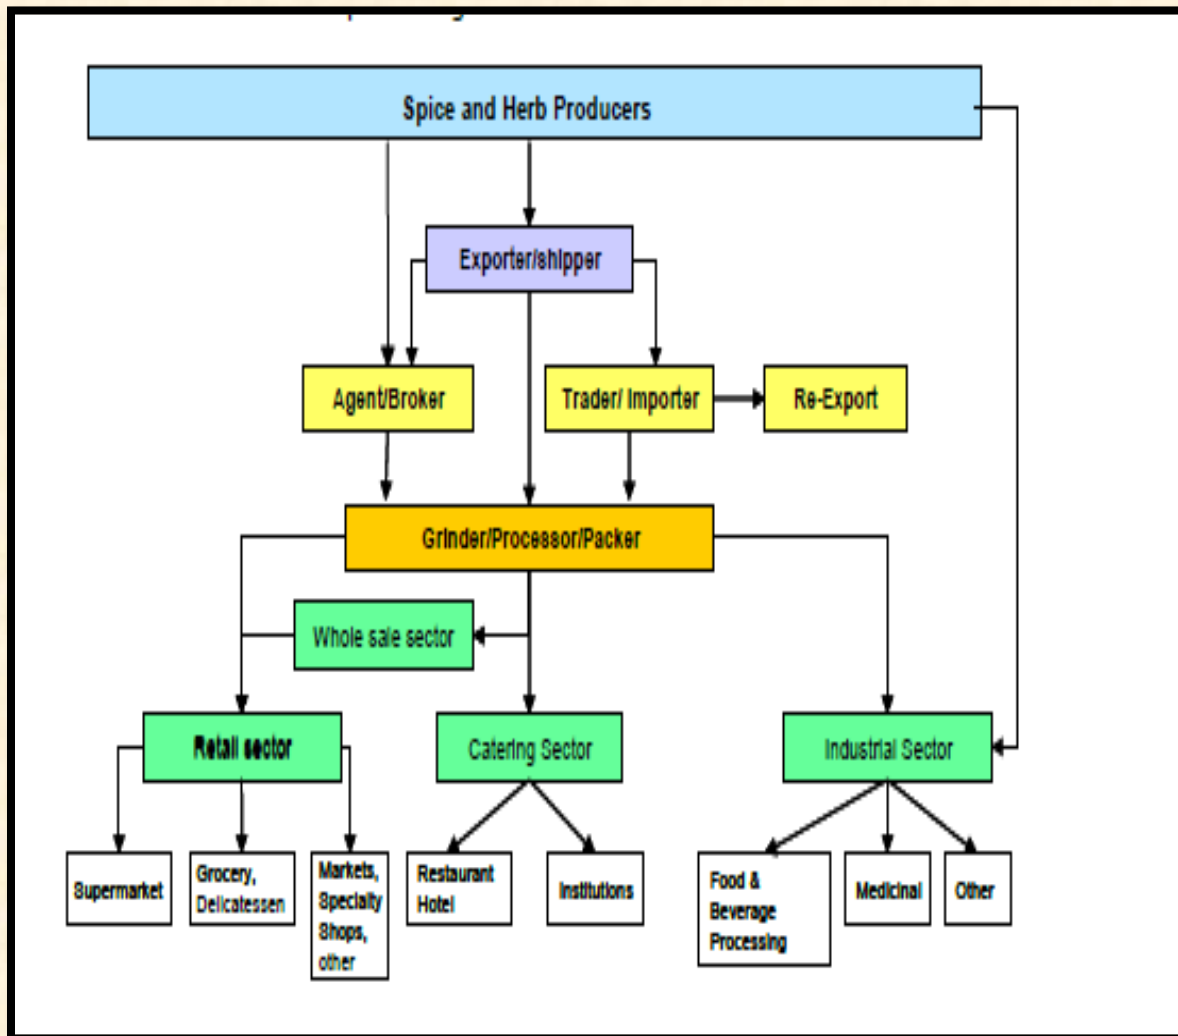 Spice and Herb Producers
Exporter/shipper
Agent/Broker
Trader/ Importer
Re-Export
Grinder/Processor/Packer
Whole sale sector
Retail sector
Catering Sector
Industrial Sector
Supermarket
Grocery,
Delicatessen
Markets,
Specialty
Shops,
other
Restaurant
Hotel
Institutions
Food &
Beverage
Processing
Medicinal
Other